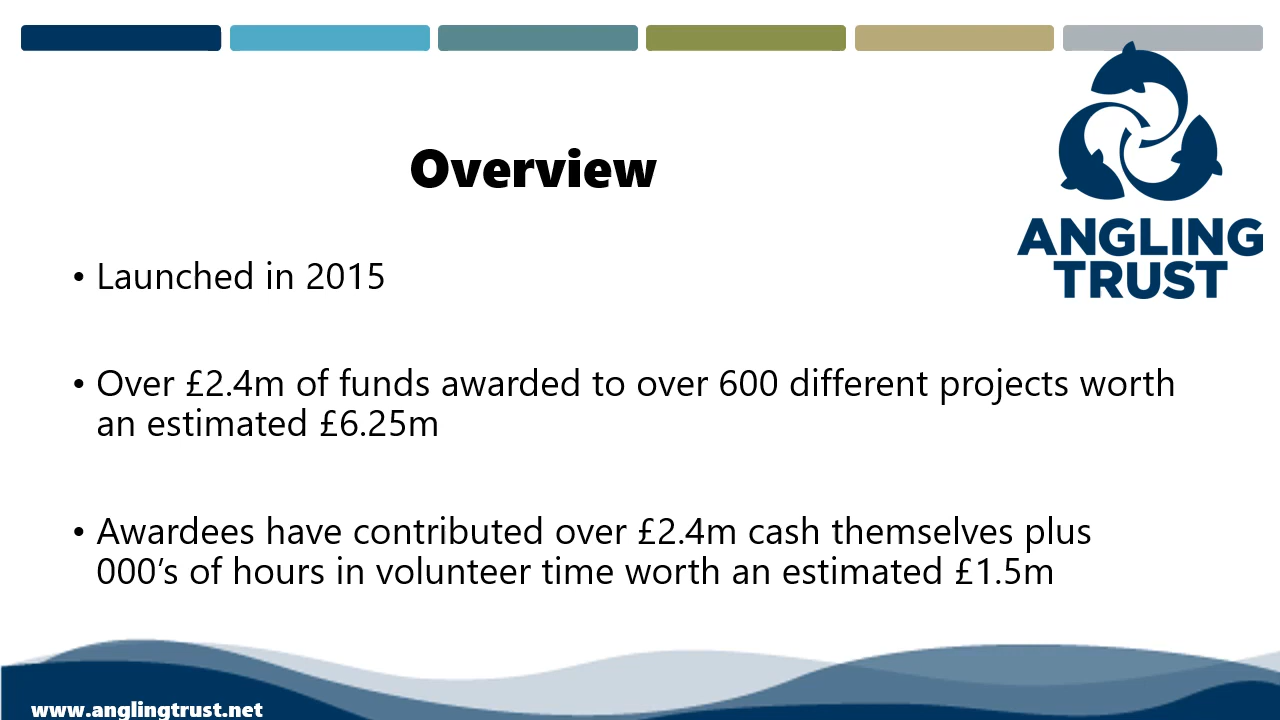 Overview
ANGLING
TRUST
• Launched in 2015
• Over £2.4m of funds awarded to over 600 different projects worth
an estimated £6.25m
• Awardees have contributed over £2.4m cash themselves plus
000’s of hours in volunteer time worth an estimated £1.5m
www.anglingtrust.net